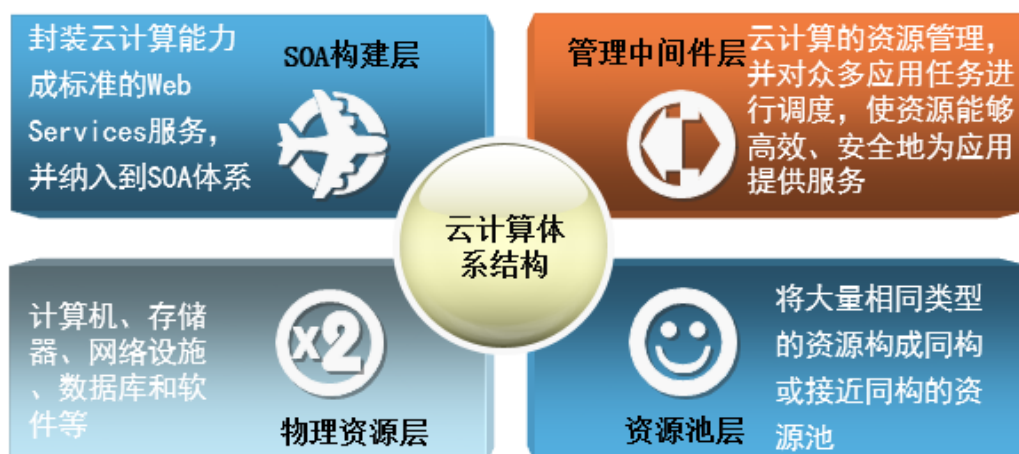 封装云计算能力
成标准的Web
Services服务，
并纳入到SOA体系
SOA构建层
管理中间件层
云计算的资源管理，
并对众多应用任务进
行调度，使资源能够
高效、安全地为应用
提供服务
云计算体
系结构
计算机、存储
器、网络设施
、数据库和软
件等
x2
物理资源层
资源池层
将大量相同类型
的资源构成同构
或接近同构的资
源池